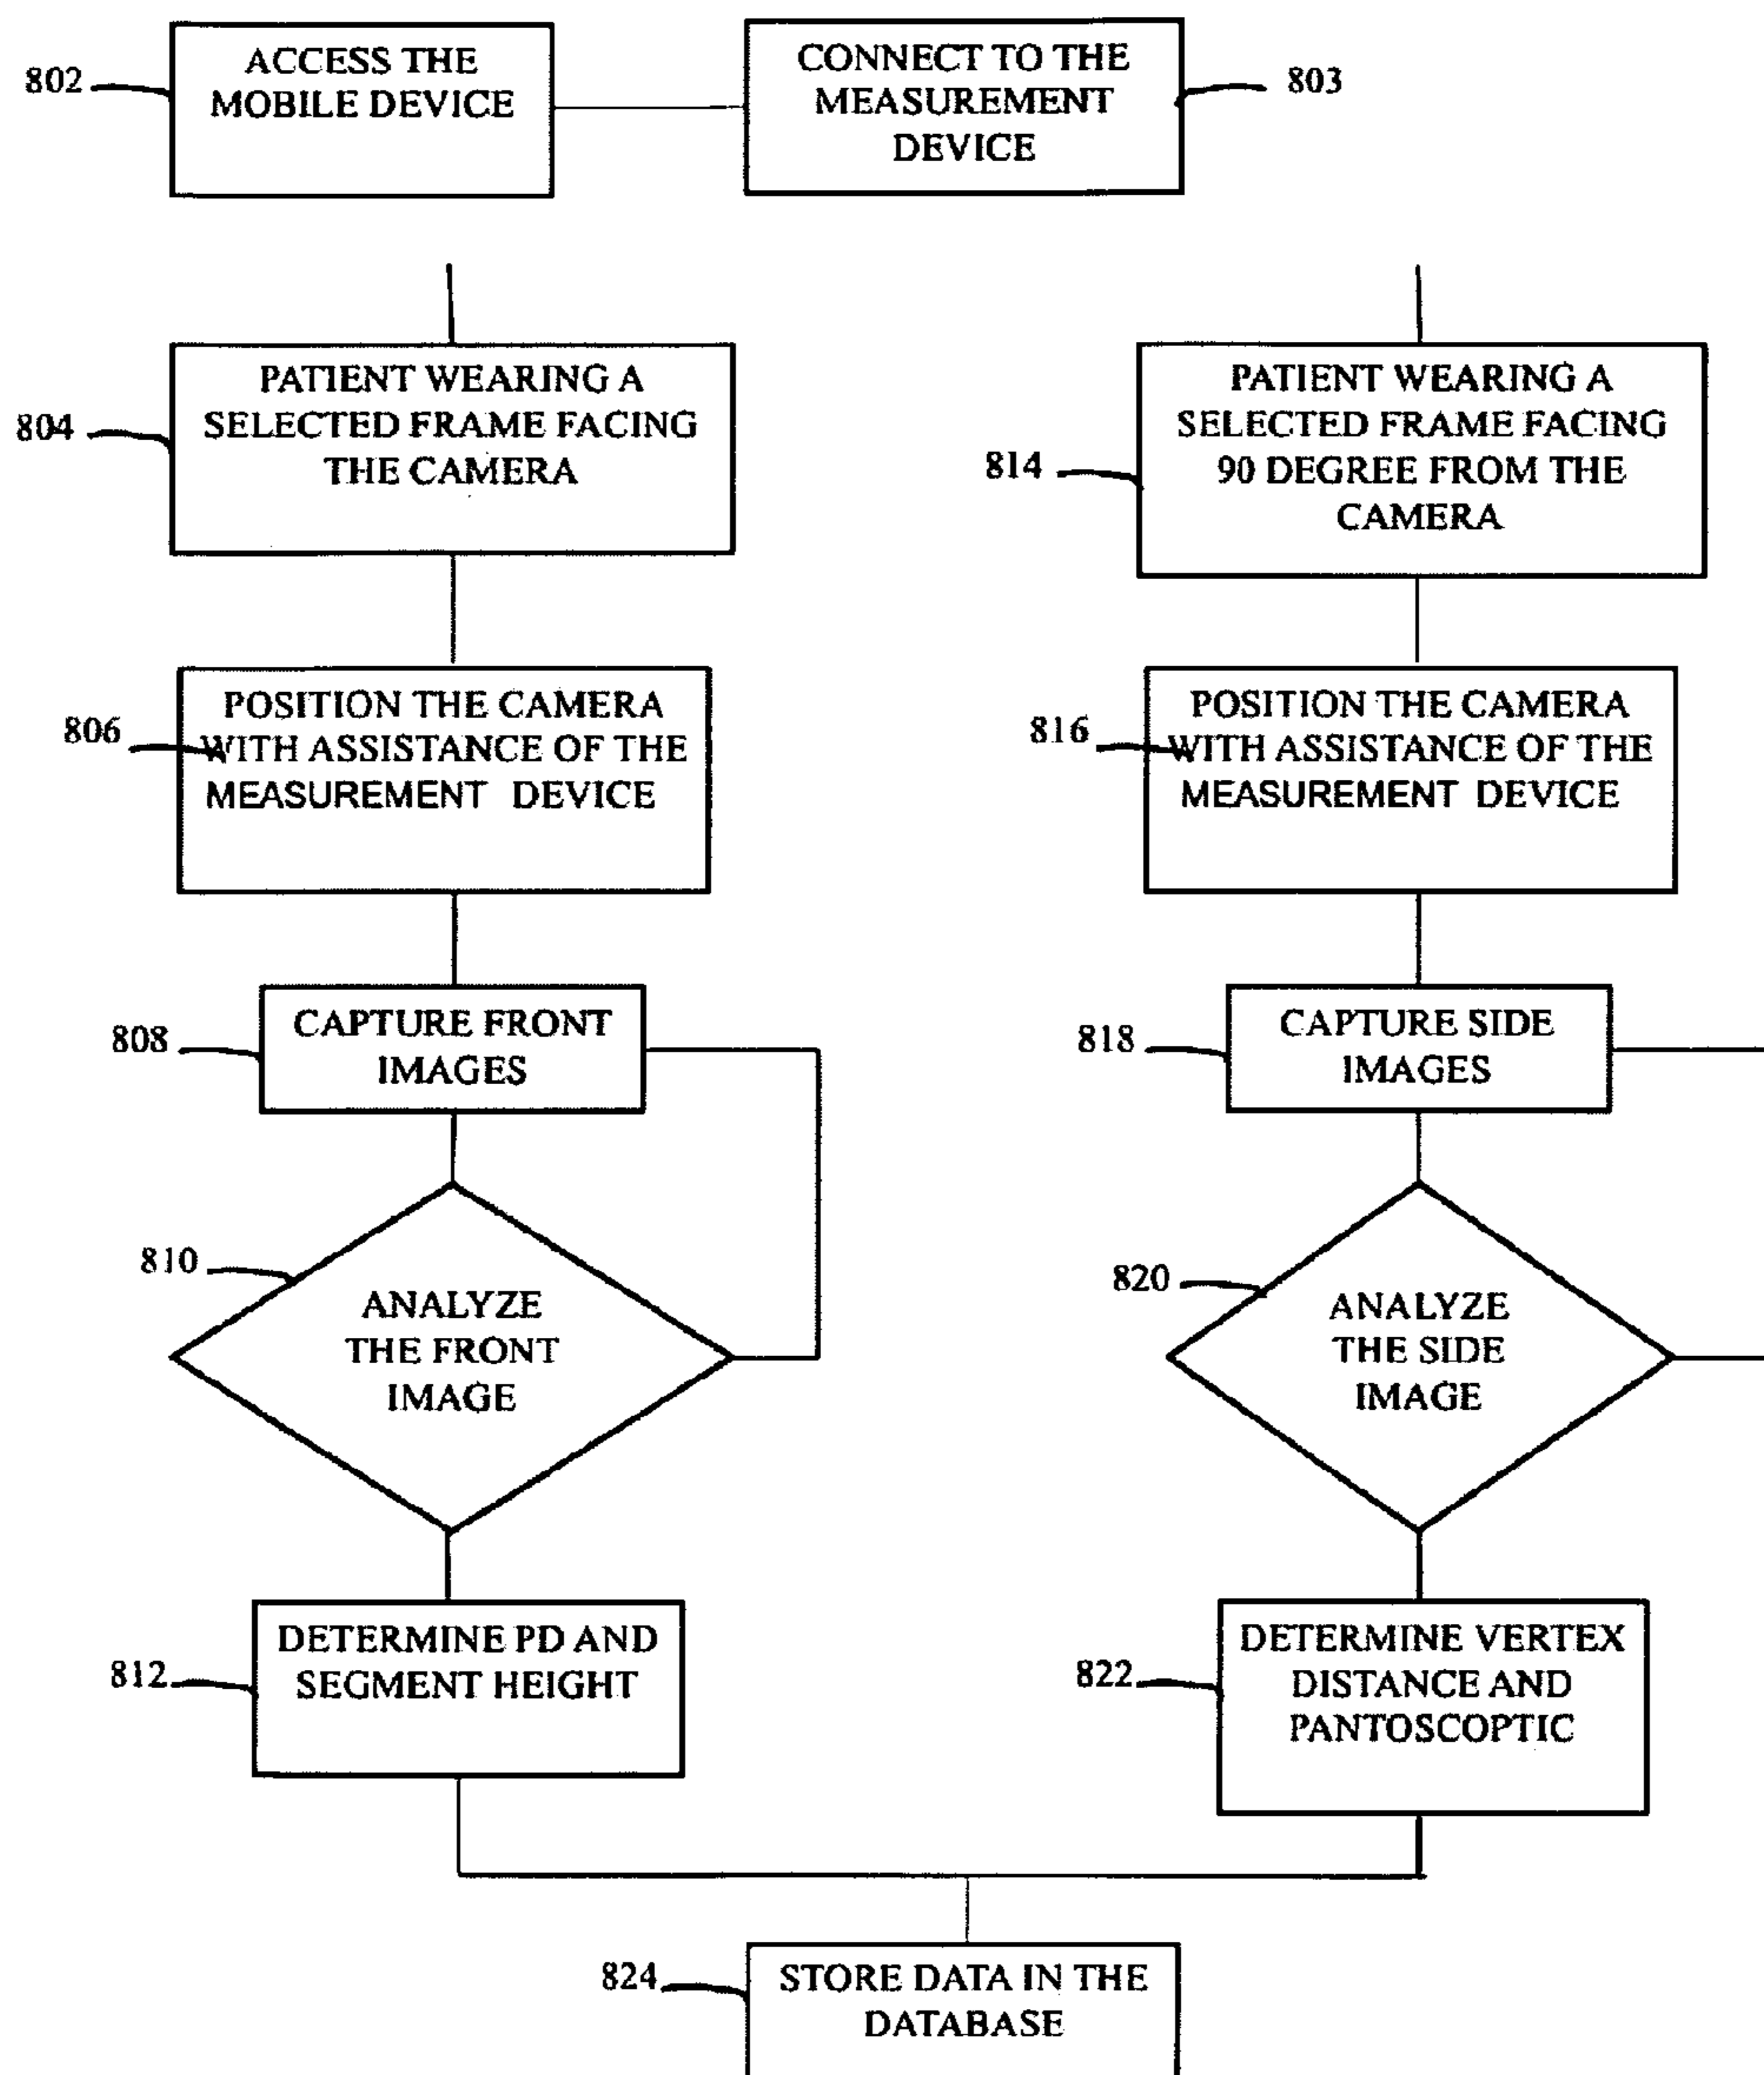 802
ACCESS THE
MOBILE DEVICE
CONNECT TO THE
MEASUREMENT
DEVICE
803
804
PATIENT WEARING A
SELECTED FRAME FACING
THE CAMERA
814
PATIENT WEARING A
SELECTED FRAME FACING
90 DEGREE FROM THE
CAMERA
806
POSITION THE CAMERA
WITH ASSISTANCE OF THE
MEASUREMENT DEVICE
816
POSITION THE CAMERA
WITH ASSISTANCE OF THE
MEASUREMENT DEVICE
808
CAPTURE FRONT
IMAGES
818
CAPTURE SIDE
IMAGES
810
ANALYZE
THE FRONT
IMAGE
820
ANALYZE
THE SIDE
IMAGE
812
DETERMINE PD AND
SEGMENT HEIGHT
822
DETERMINE VERTEX
DISTANCE AND
PANTOSCOPTIC
824
STORE DATA IN THE
DATABASE